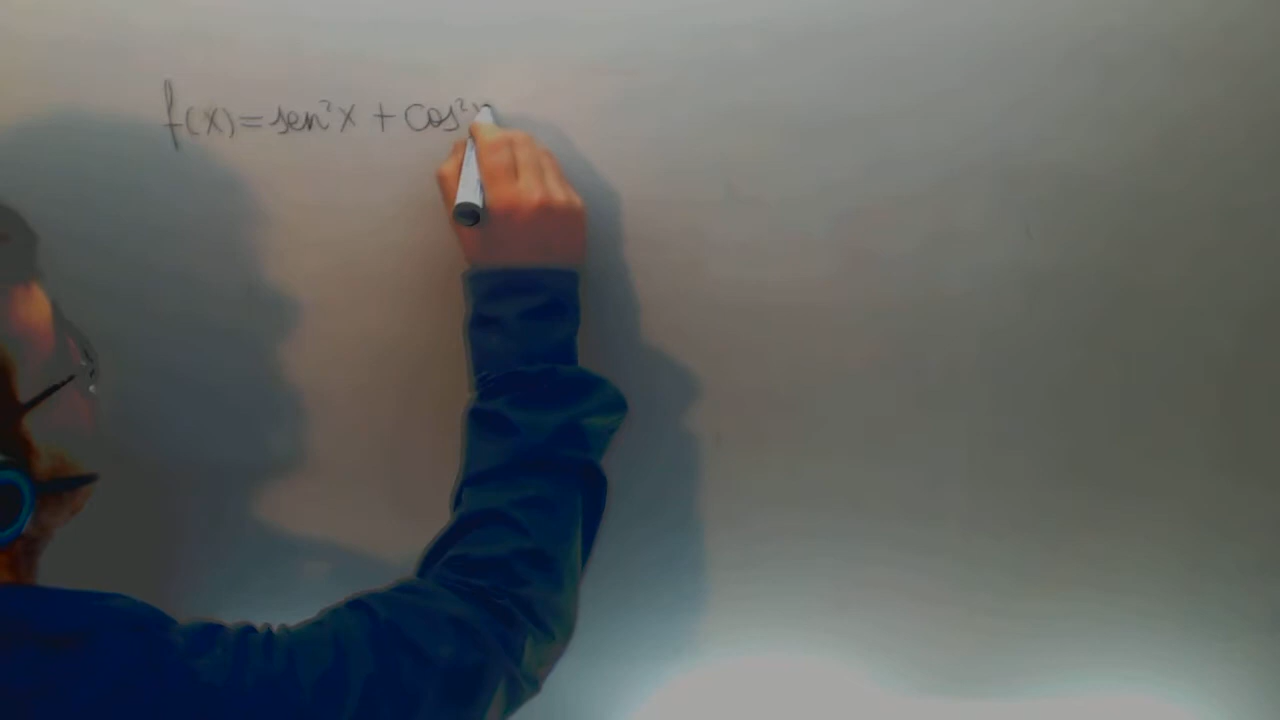 f(x)=sen²x + cos²x